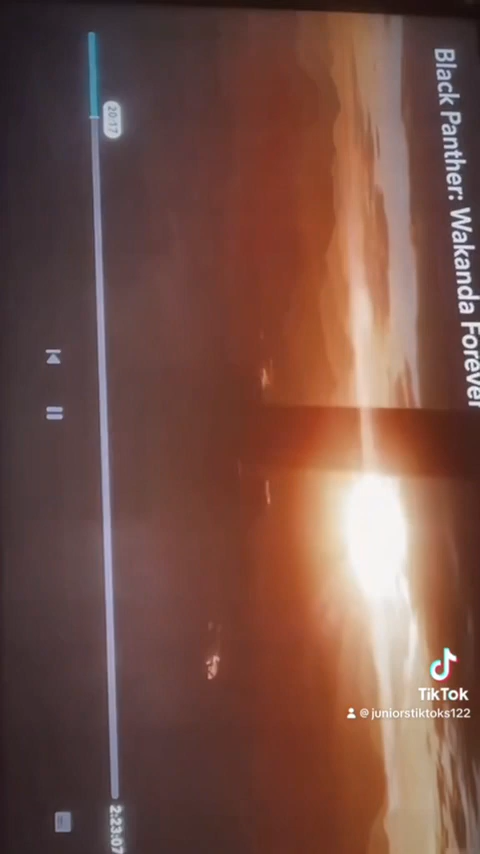 Black Panther: Wakanda Forever
20:17
2:23:07
TikTok
@juniorstiktoks122